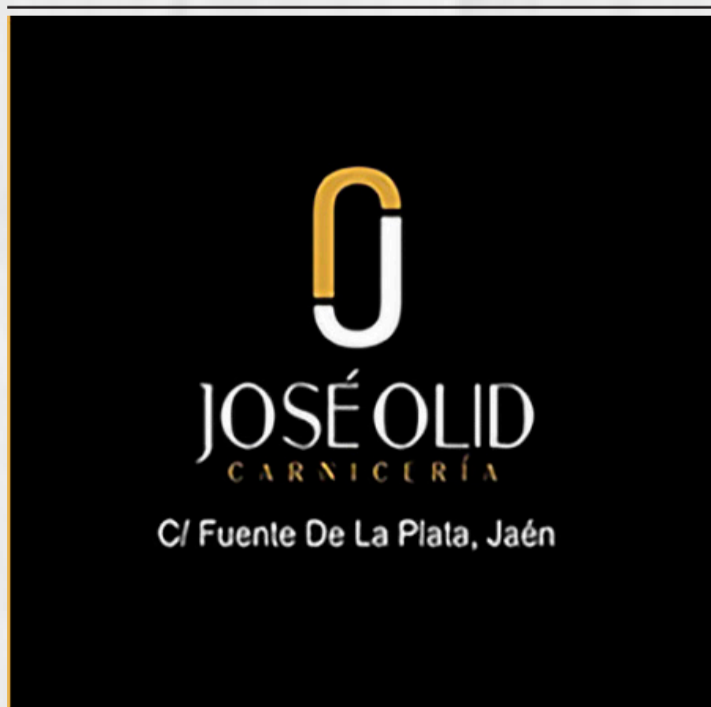 JOSÉ OLID
CARNICERÍA
C/ Fuente De La Plata, Jaén